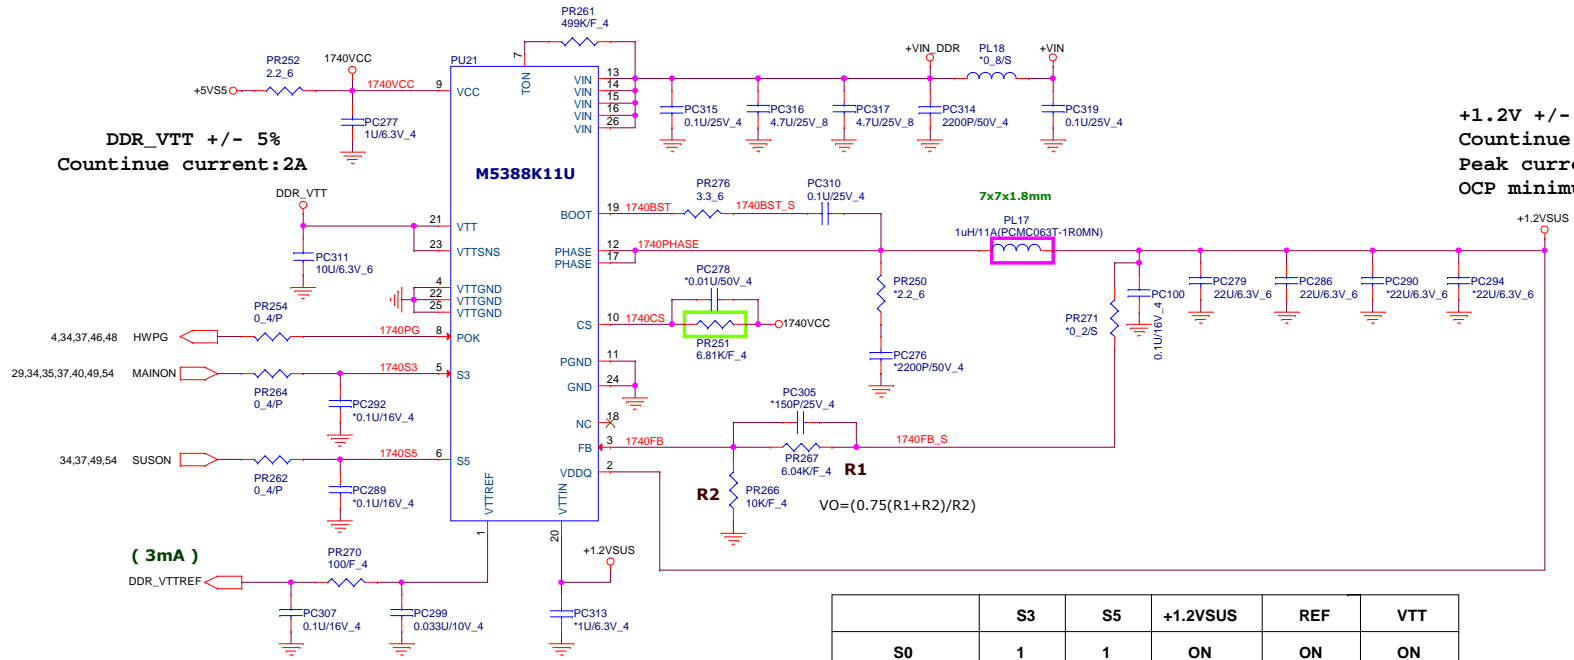 PR261
499K/F_4
PR252
2.2_6
1740VCC
+5VS5
1740VCC
9
VCC
PC277
1U/6.3V_4
PU21
7
TON
VIN
13
VIN
14
VIN
15
VIN
16
VIN
26
+VIN_DDR
PL18
*0_8/S
+VIN
PC315
0.1U/25V_4
PC316
4.7U/25V_8
PC317
4.7U/25V_8
PC314
2200P/50V_4
PC319
0.1U/25V_4
+1.2V +/-
Countinue
Peak curre
OCP minimu
DDR_VTT +/- 5%
Countinue current:2A
M5388K11U
DDR_VTT
21
VTT
23
VTTSNS
PC311
10U/6.3V_6
4
VTTGND
22
VTTGND
25
VTTGND
BOOT
19
1740BST
PR276
3.3_6
1740BST_S
PC310
0.1U/25V_4
PHASE
12
1740PHASE
PHASE
17
7x7x1.8mm
PL17
1uH/11A(PCMC063T-1R0MN)
+1.2VSUS
PC278
*0.01U/50V_4
CS
10
1740CS
1740VCC
PR251
6.81K/F_4
PR250
*2.2_6
PC276
*2200P/50V_4
PR271
*0_2/S
PC100
0.1U/16V_4
PC279
22U/6.3V_6
PC286
22U/6.3V_6
PC290
*22U/6.3V_6
PC294
*22U/6.3V_6
PR254
0_4/P
4,34,37,46,48 HWPG
1740PG
8
POK
29,34,35,37,40,49,54 MAINON
PR264
0_4/P
1740S3
5
S3
PC292
*0.1U/16V_4
PGND
11
GND
24
NC
18
PC305
*150P/25V_4
FB
3
1740FB
1740FB_S
PR267
6.04K/F_4
R1
34,37,49,54 SUSON
PR262
0_4/P
1740S5
6
S5
PC289
*0.1U/16V_4
VDDQ
2
R2
PR266
10K/F_4
VO=(0.75(R1+R2)/R2)
VTTREF
1
VTTIN
20
( 3mA )
DDR_VTTREF
PR270
100/F_4
PC307
0.1U/16V_4
PC299
0.033U/10V_4
+1.2VSUS
PC313
*1U/6.3V_4
S3 S5 +1.2VSUS REF VTT
S0 1 1 ON ON ON